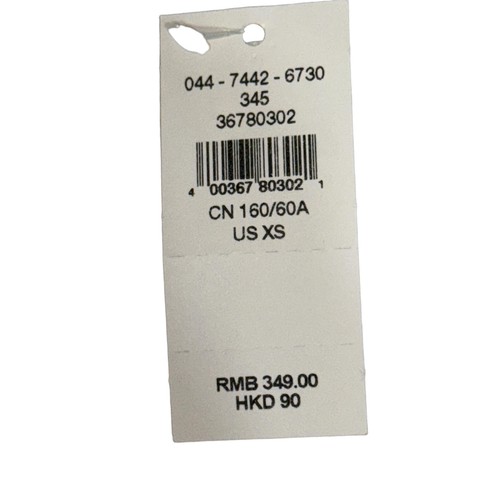 044 - 7442 - 6730
345
36780302
4 00367 80302 1
CN 160/60A
US XS
RMB 349.00
HKD 90